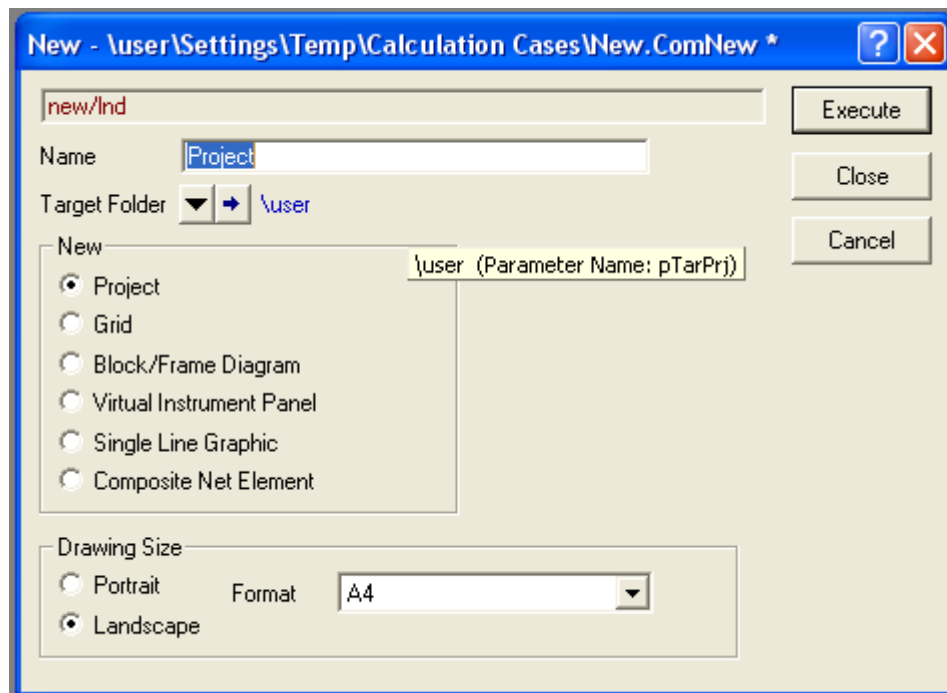 New - \user\Settings\Temp\Calculation Cases\New.ComNew *
new/lnd
Execute
Name Project
Close
Target Folder \user
Cancel
New
\user (Parameter Name: pTarPrj)
Project
Grid
Block/Frame Diagram
Virtual Instrument Panel
Single Line Graphic
Composite Net Element
Drawing Size
Portrait
Format A4
Landscape